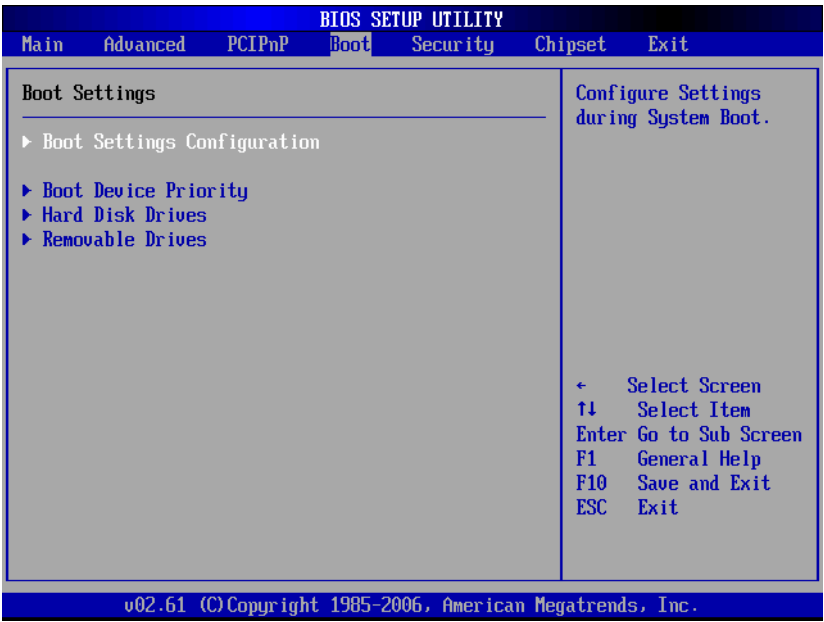 BIOS SETUP UTILITY
Main Advanced PCIPnP Boot Security Chipset Exit
Boot Settings
▶ Boot Settings Configuration
▶ Boot Device Priority
▶ Hard Disk Drives
▶ Removable Drives
Configure Settings
during System Boot.
← Select Screen
↑↓ Select Item
Enter Go to Sub Screen
F1 General Help
F10 Save and Exit
ESC Exit
v02.61 (C)Copyright 1985-2006, American Megatrends, Inc.